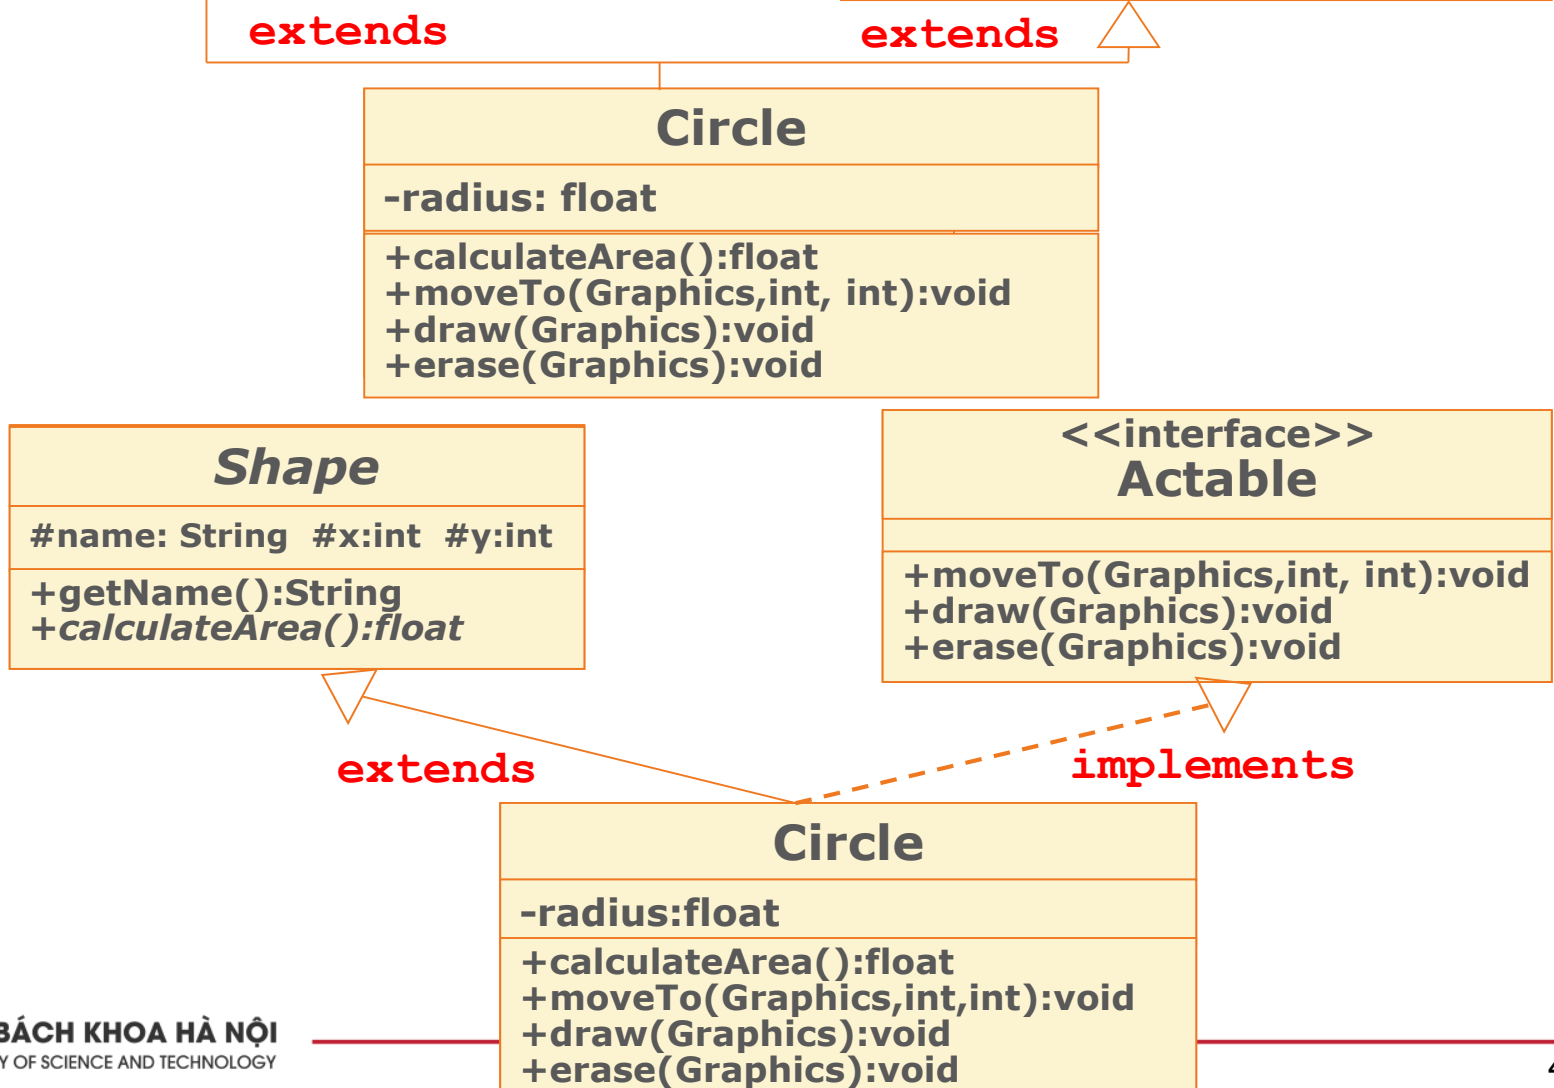 extends
extends
Circle
-radius: float
+calculateArea():float
+moveTo(Graphics,int, int):void
+draw(Graphics):void
+erase(Graphics):void
Shape
#name: String #x:int #y:int
+getName():String
+calculateArea():float
<<interface>>
Actable
+moveTo(Graphics,int, int):void
+draw(Graphics):void
+erase(Graphics):void
extends
implements
Circle
-radius:float
+calculateArea():float
+moveTo(Graphics,int,int):void
+draw(Graphics):void
+erase(Graphics):void
BÁCH KHOA HÀ NỘI
Y OF SCIENCE AND TECHNOLOGY